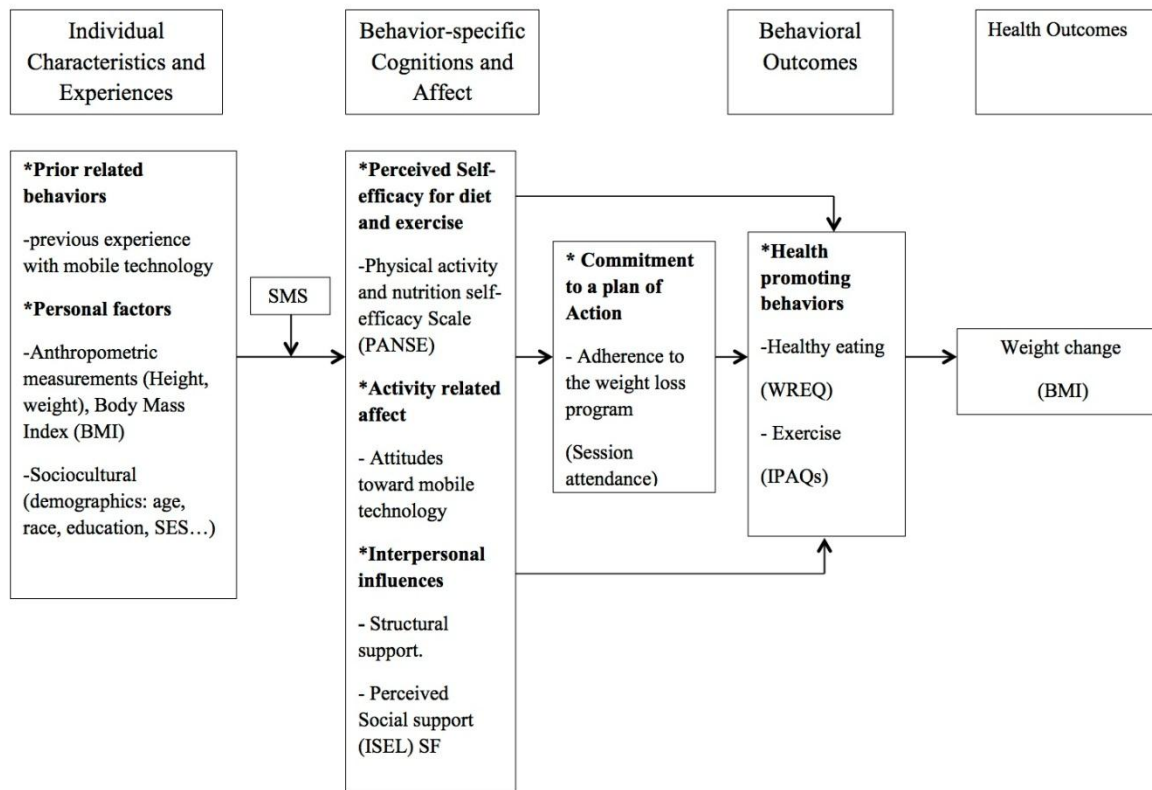 Individual
Characteristics and
Experiences
Behavior-specific
Cognitions and
Affect
Behavioral
Outcomes
Health Outcomes
*Prior related
behaviors
-previous experience
with mobile technology
*Personal factors
-Anthropometric
measurements (Height,
weight), Body Mass
Index (BMI)
-Sociocultural
(demographics: age,
race, education, SES…)
SMS
*Perceived Self-
efficacy for diet
and exercise
-Physical activity
and nutrition self-
efficacy Scale
(PANSE)
*Activity related
affect
- Attitudes
toward mobile
technology
*Interpersonal
influences
- Structural
support.
- Perceived
Social support
(ISEL) SF
* Commitment
to a plan of
Action
- Adherence to
the weight loss
program
(Session
attendance)
*Health
promoting
behaviors
-Healthy eating
(WREQ)
- Exercise
(IPAQs)
Weight change
(BMI)